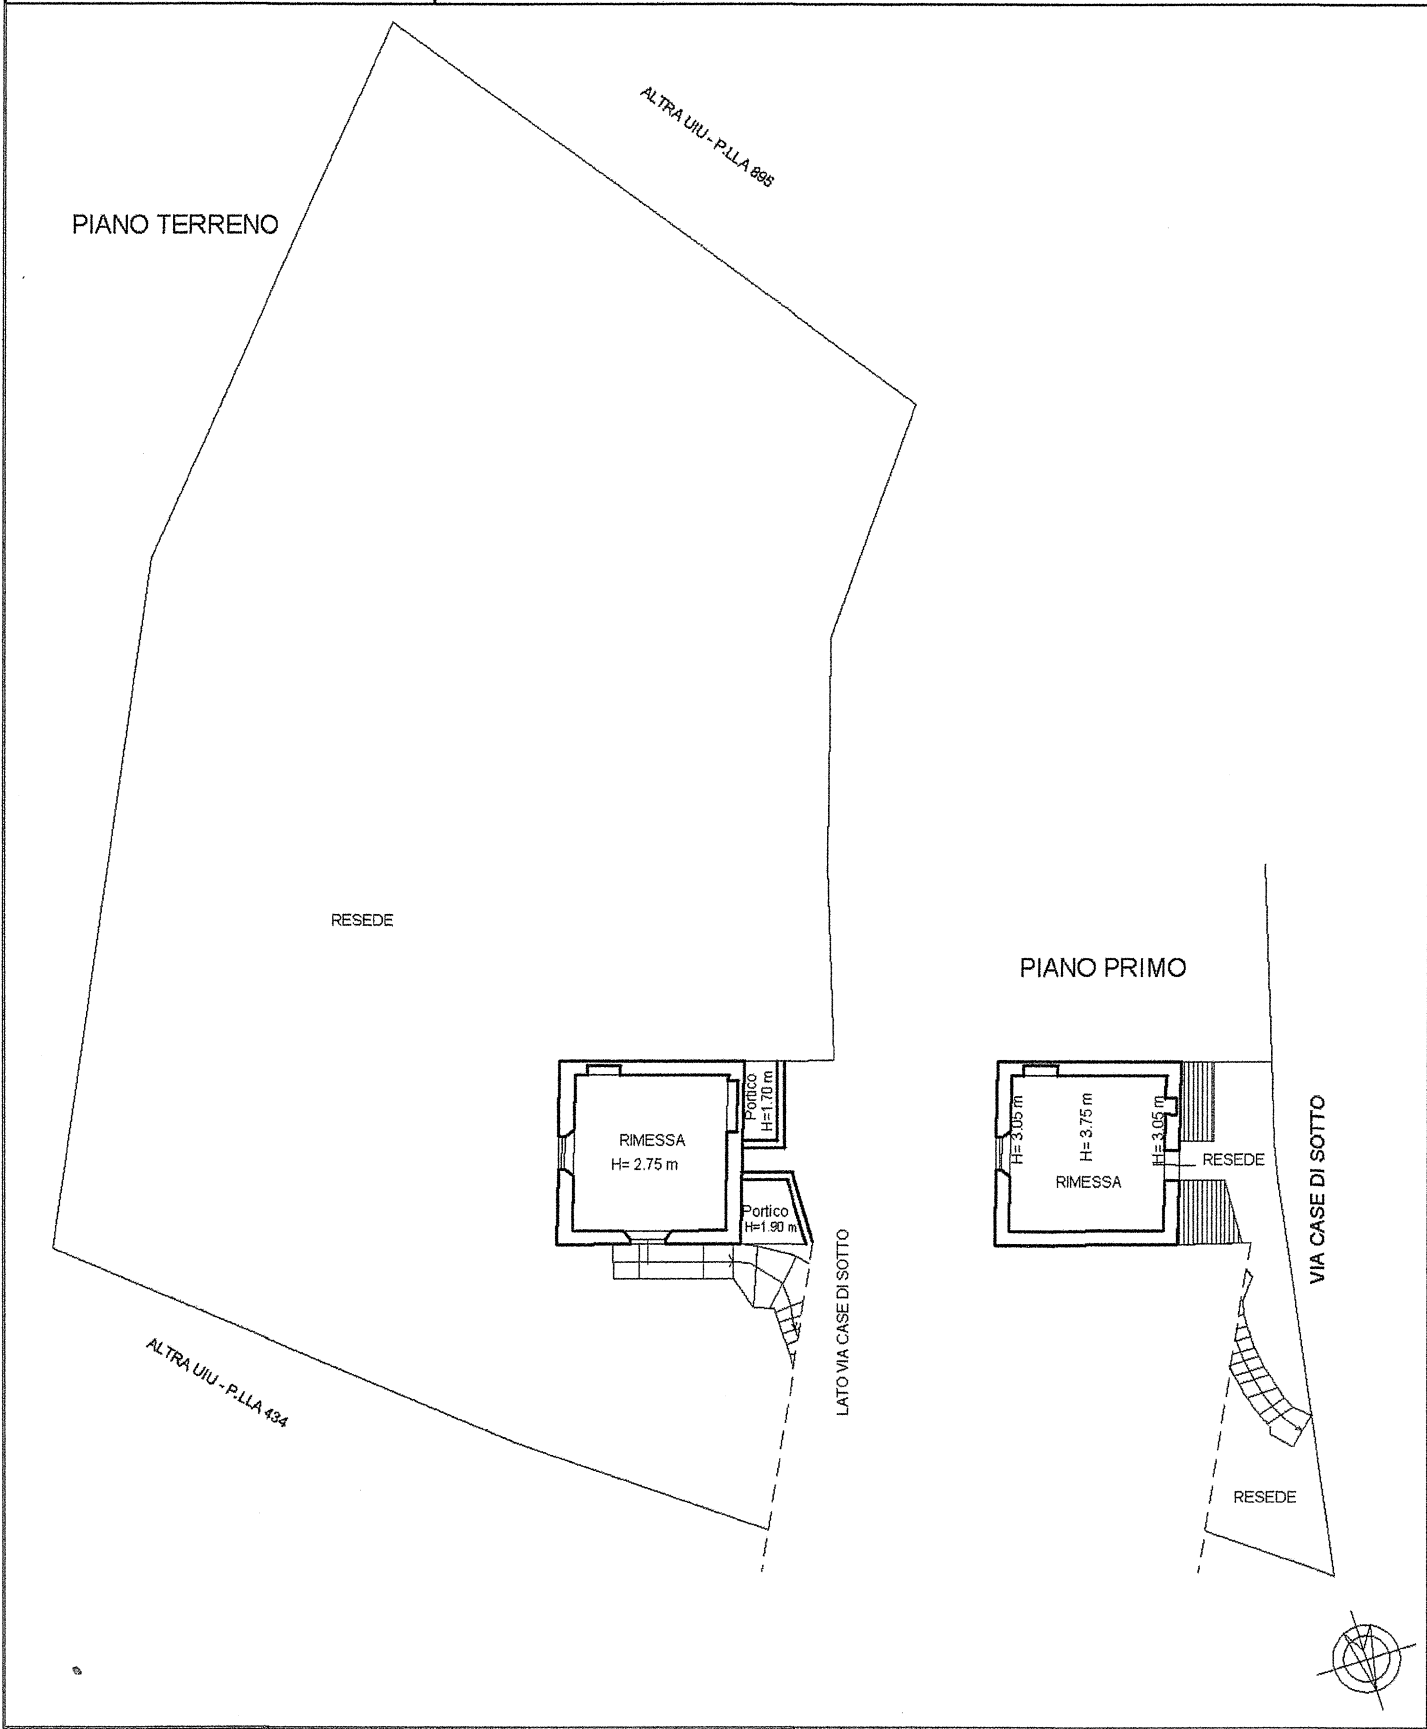 ALTRA UIU - P.LLA 895
PIANO TERRENO
RESEDE
PIANO PRIMO
Portico
H=1.70 m
RIMESSA
H= 2.75 m
Portico
H=1.90 m
LATO VIA CASE DI SOTTO
H= 3.05 m
H= 3.75 m
H= 3.05 m
RIMESSA
RESEDE
VIA CASE DI SOTTO
ALTRA UIU - P.LLA 434
RESEDE